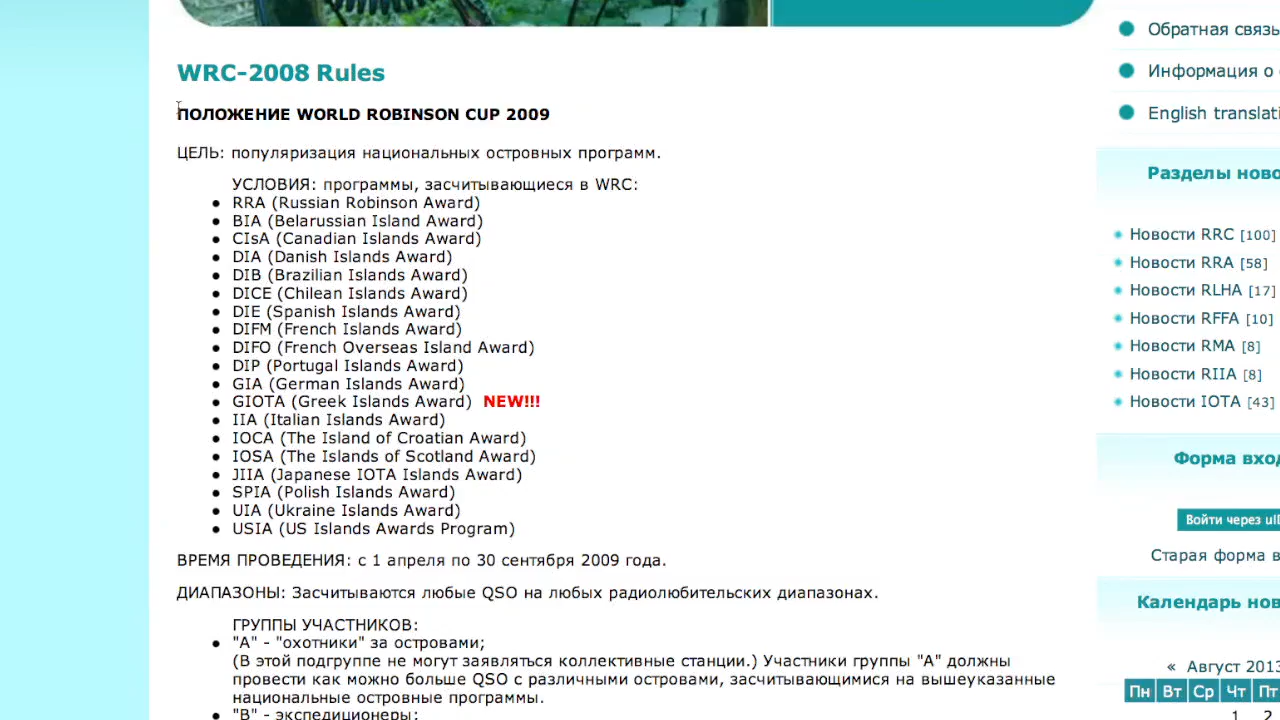 WRC-2008 Rules
ПОЛОЖЕНИЕ WORLD ROBINSON CUP 2009
ЦЕЛЬ: популяризация национальных островных программ.
УСЛОВИЯ: программы, засчитывающиеся в WRC:
RRA (Russian Robinson Award)
BIA (Belarussian Island Award)
CIsA (Canadian Islands Award)
DIA (Danish Islands Award)
DIB (Brazilian Islands Award)
DICE (Chilean Islands Award)
DIE (Spanish Islands Award)
DIFM (French Islands Award)
DIFO (French Overseas Island Award)
DIP (Portugal Islands Award)
GIA (German Islands Award)
GIOTA (Greek Islands Award) NEW!!!
IIA (Italian Islands Award)
IOCA (The Island of Croatian Award)
IOSA (The Islands of Scotland Award)
JIIA (Japanese IOTA Islands Award)
SPIA (Polish Islands Award)
UIA (Ukraine Islands Award)
USIA (US Islands Awards Program)
ВРЕМЯ ПРОВЕДЕНИЯ: с 1 апреля по 30 сентября 2009 года.
ДИАПАЗОНЫ: Засчитываются любые QSO на любых радиолюбительских диапазонах.
ГРУППЫ УЧАСТНИКОВ:
"А" - "охотники" за островами;
(В этой подгруппе не могут заявляться коллективные станции.) Участники группы "А" должны
провести как можно больше QSO с различными островами, засчитывающимися на вышеуказанные
национальные островные программы.
"В" - экспедиционеры;
Обратная связь
Информация о
English translati
Разделы ново
Новости RRC [100]
Новости RRA [58]
Новости RLHA [17]
Новости RFFA [10]
Новости RMA [8]
Новости RIIA [8]
Новости IOTA [43]
Форма вход
Войти через uI
Старая форма в
Календарь нов
« Август 2013
Пн Вт Ср Чт Пт
1 2